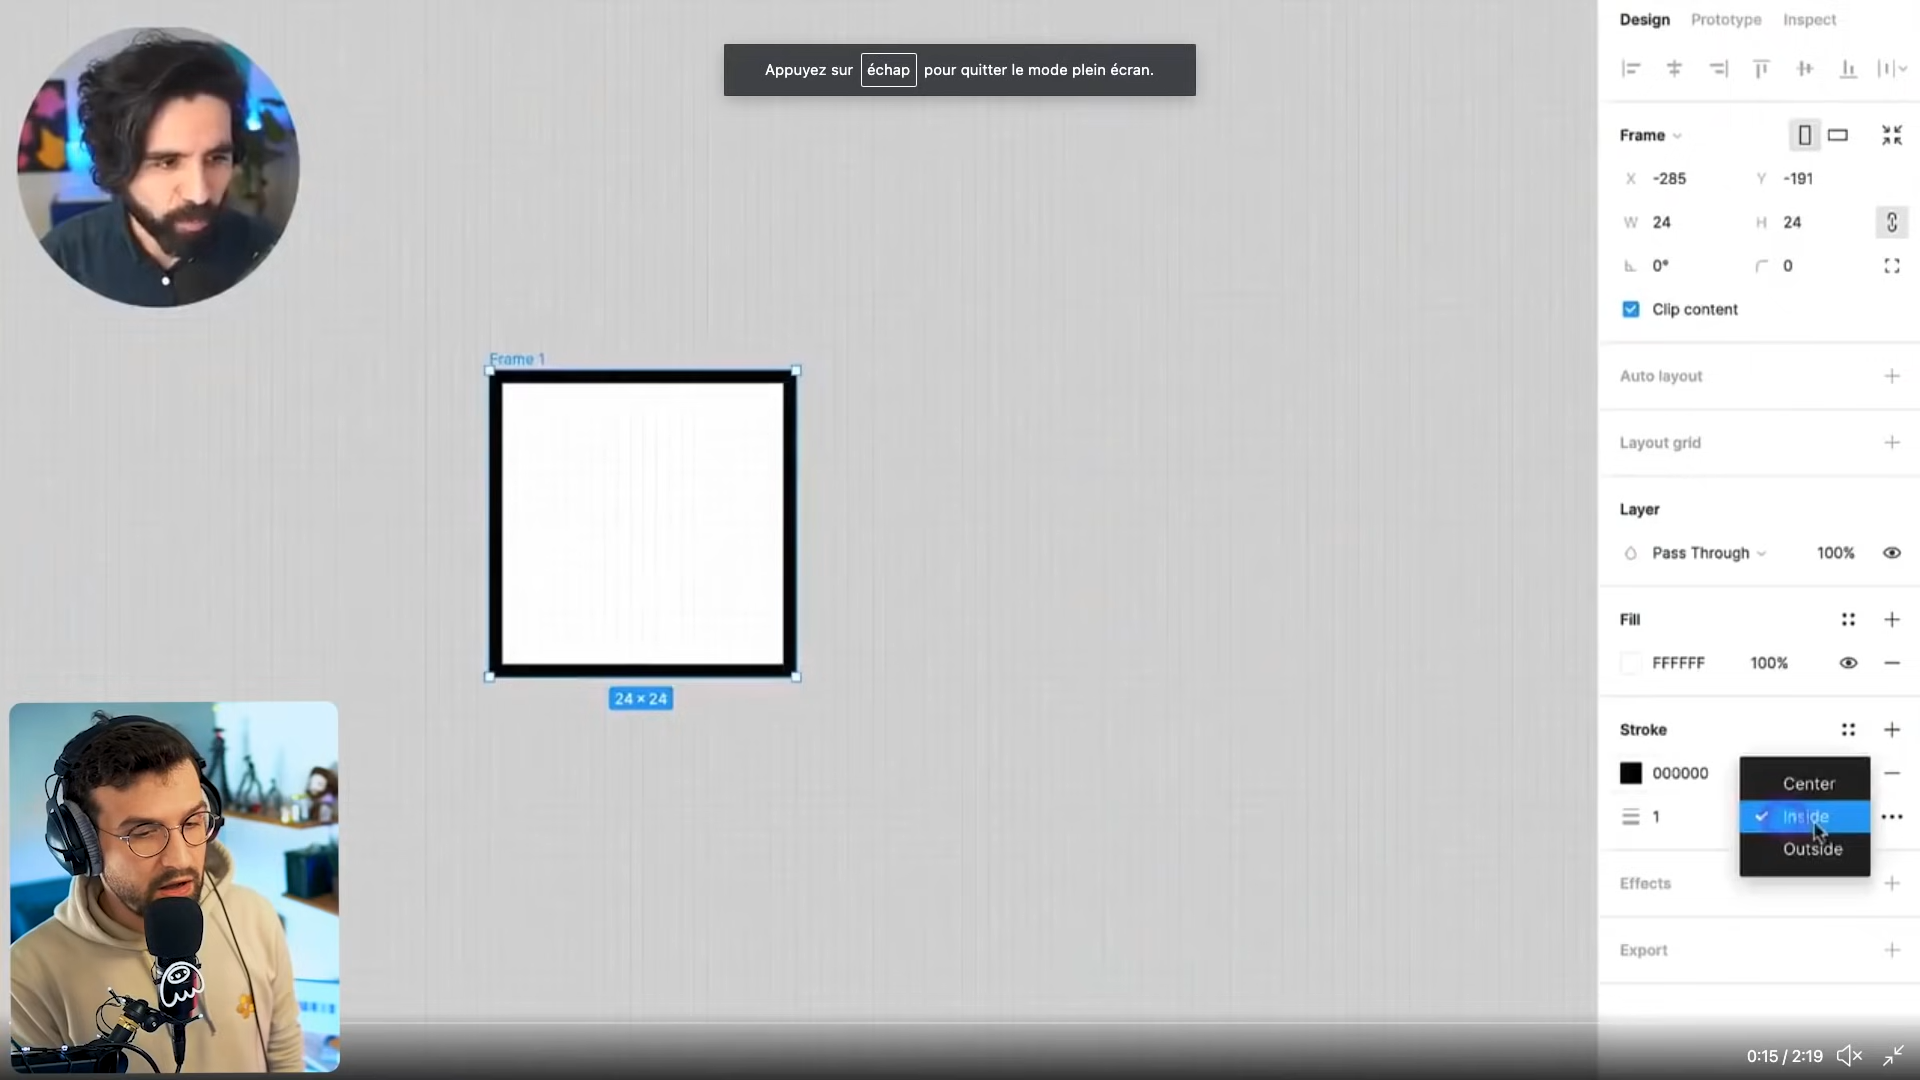 Appuyez sur échap pour quitter le mode plein écran.
Frame 1
24 × 24
Design Prototype Inspect
Frame
X -285 Y -191
W 24 H 24
0° 0
Clip content
Auto layout
Layout grid
Layer
Pass Through 100%
Fill
FFFFFF 100%
Stroke
000000
Center
1
Inside
Outside
Effects
Export
0:15 / 2:19